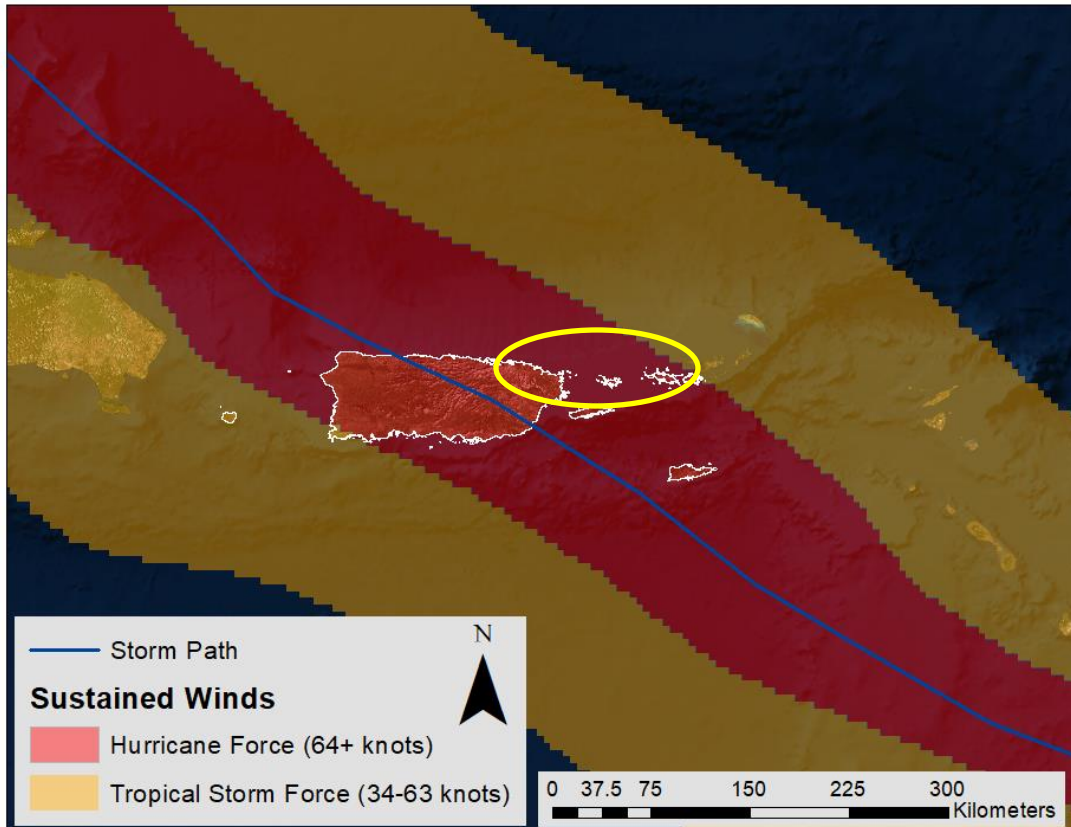 Storm Path
Sustained Winds
Hurricane Force (64+ knots)
Tropical Storm Force (34-63 knots)
N
0 37.5 75 150 225 300
Kilometers